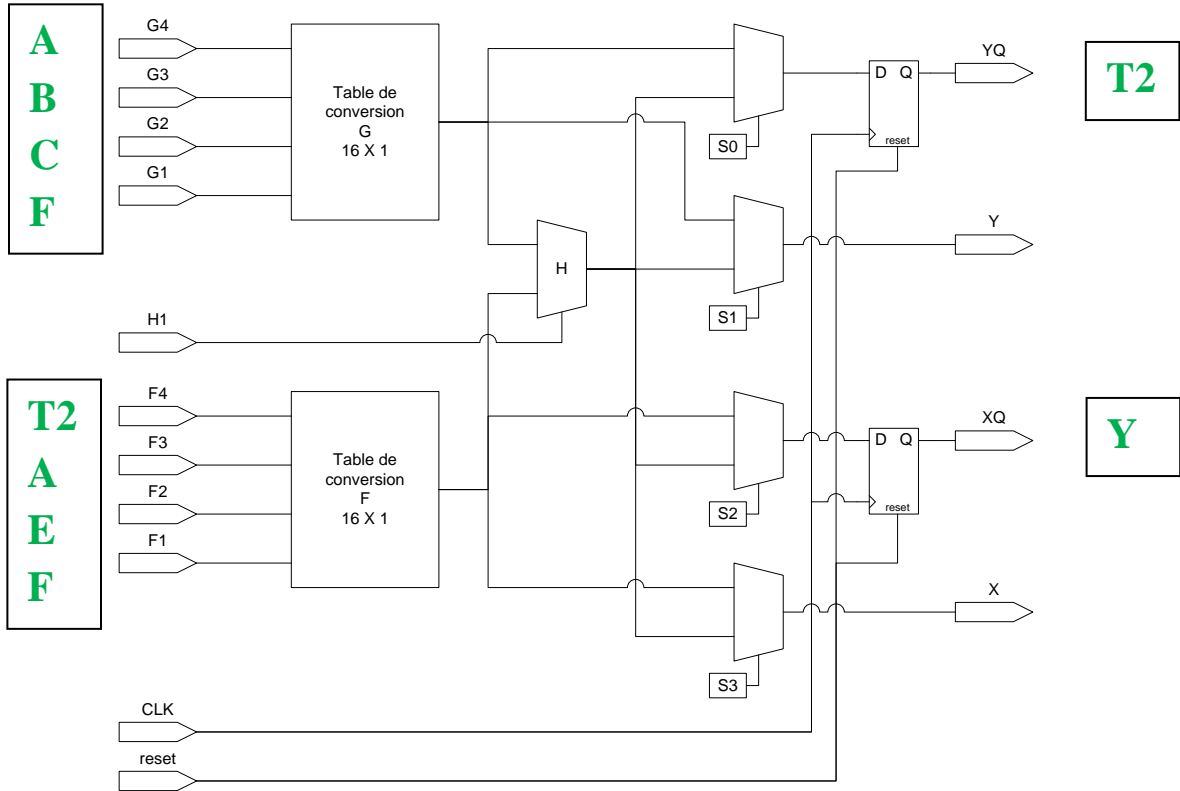 A
B
C
F
G4
G3
G2
G1
Table de
conversion
G
16 X 1
S0
D Q
reset
YQ
T2
H
S1
Y
H1
T2
A
E
F
F4
F3
F2
F1
Table de
conversion
F
16 X 1
S2
D Q
reset
XQ
Y
S3
X
CLK
reset